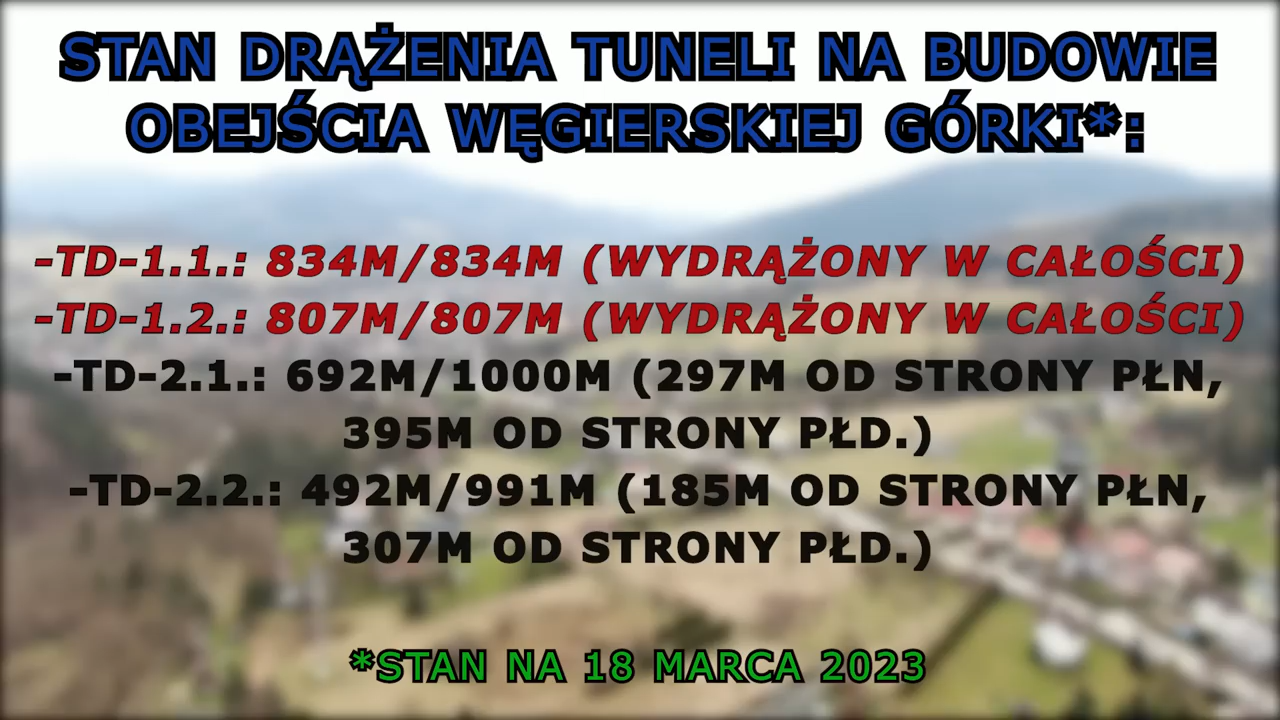 STAN DRĄŻENIA TUNELI NA BUDOWIE
OBEJŚCIA WĘGIERSKIEJ GÓRKI*:
-TD-1.1.: 834M/834M (WYDRĄŻONY W CAŁOŚCI)
-TD-1.2.: 807M/807M (WYDRĄŻONY W CAŁOŚCI)
-TD-2.1.: 692M/1000M (297M OD STRONY PŁN,
395M OD STRONY PŁD.)
-TD-2.2.: 492M/991M (185M OD STRONY PŁN,
307M OD STRONY PŁD.)
*STAN NA 18 MARCA 2023